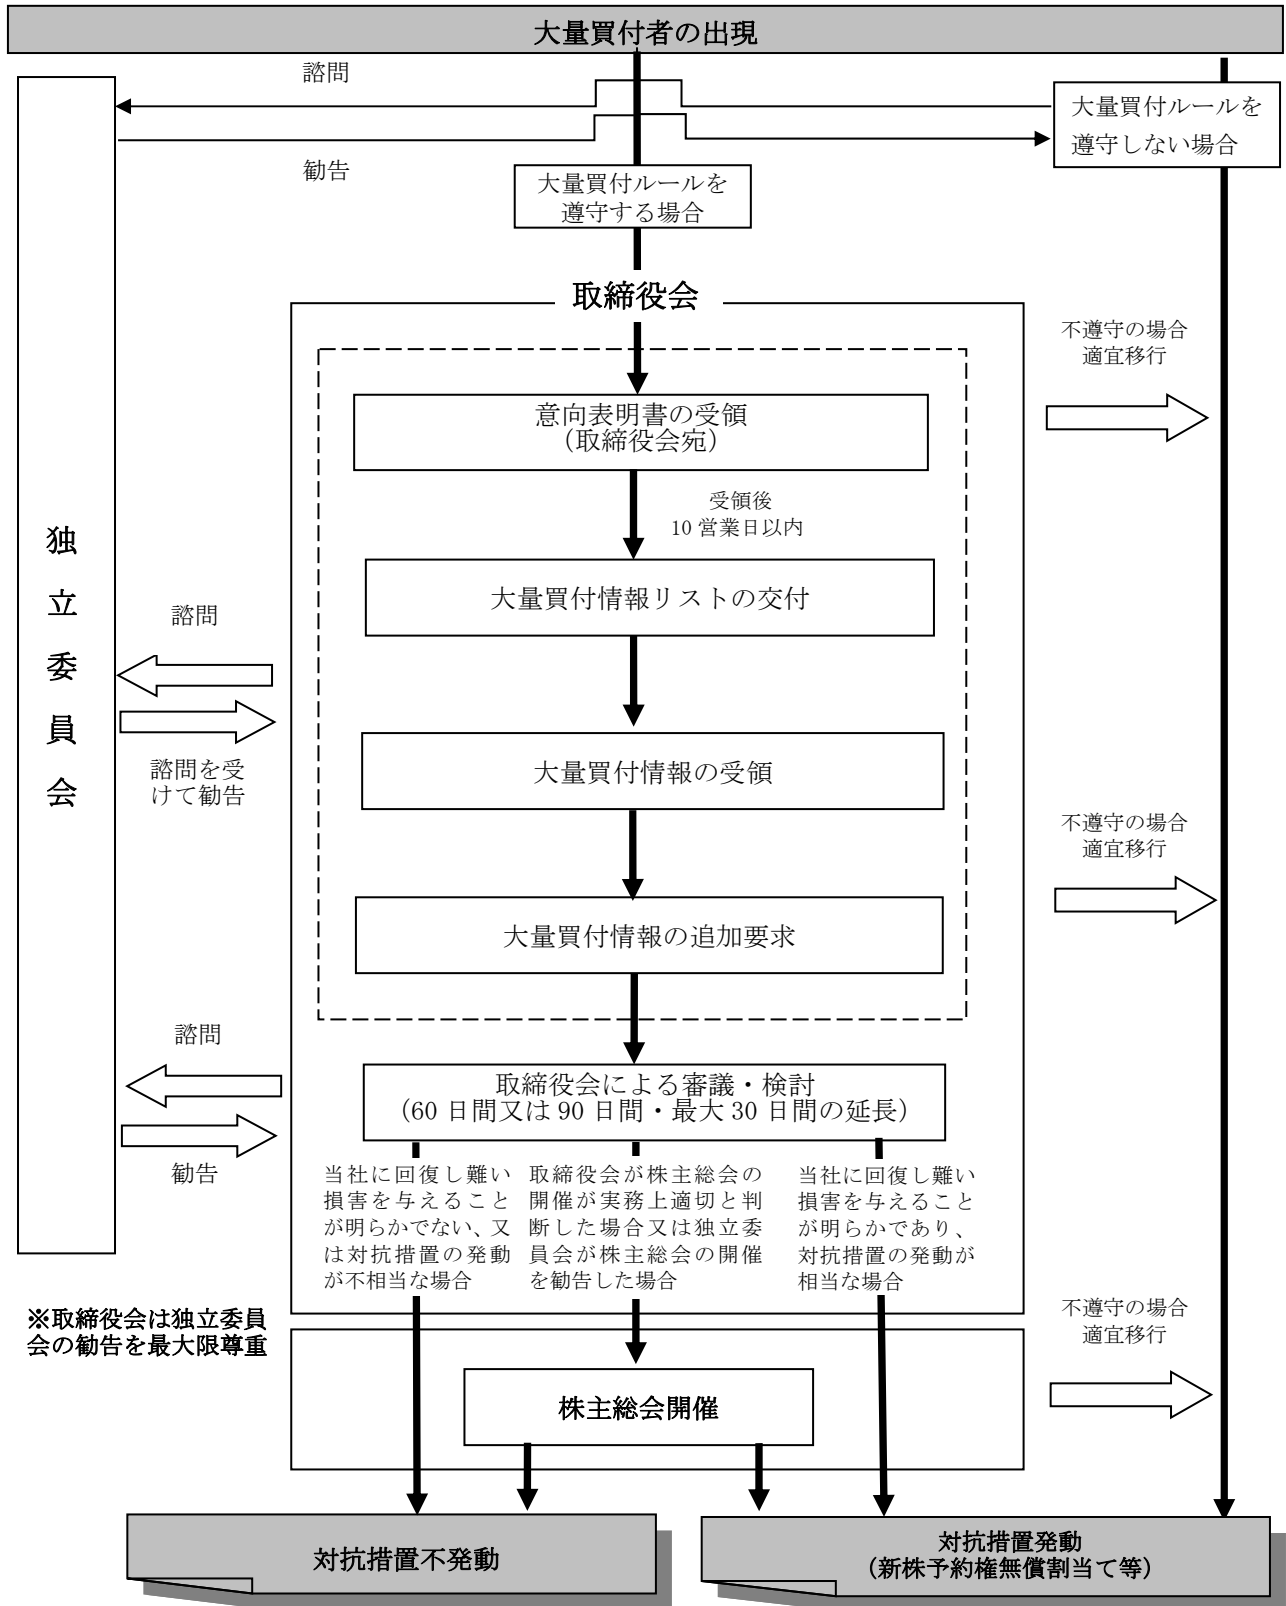 大量買付者の出現
諮問
大量買付ルールを
遵守しない場合
勧告
大量買付ルールを
遵守する場合
取締役会
不遵守の場合
適宜移行
意向表明書の受領
（取締役会宛）
受領後
10 営業日以内
独
立
委
員
会
大量買付情報リストの交付
諮問
諮問を受
けて勧告
大量買付情報の受領
不遵守の場合
適宜移行
大量買付情報の追加要求
諮問
勧告
取締役会による審議・検討
（60 日間又は 90 日間・最大 30 日間の延長）
当社に回復し難い
損害を与えること
が明らかでない、又
は対抗措置の発動
が不相当な場合
取締役会が株主総会の
開催が実務上適切と判
断した場合又は独立委
員会が株主総会の開催
を勧告した場合
当社に回復し難い
損害を与えること
が明らかであり、
対抗措置の発動が
相当な場合
※取締役会は独立委員
会の勧告を最大限尊重
不遵守の場合
適宜移行
株主総会開催
対抗措置不発動
対抗措置発動
（新株予約権無償割当て等）